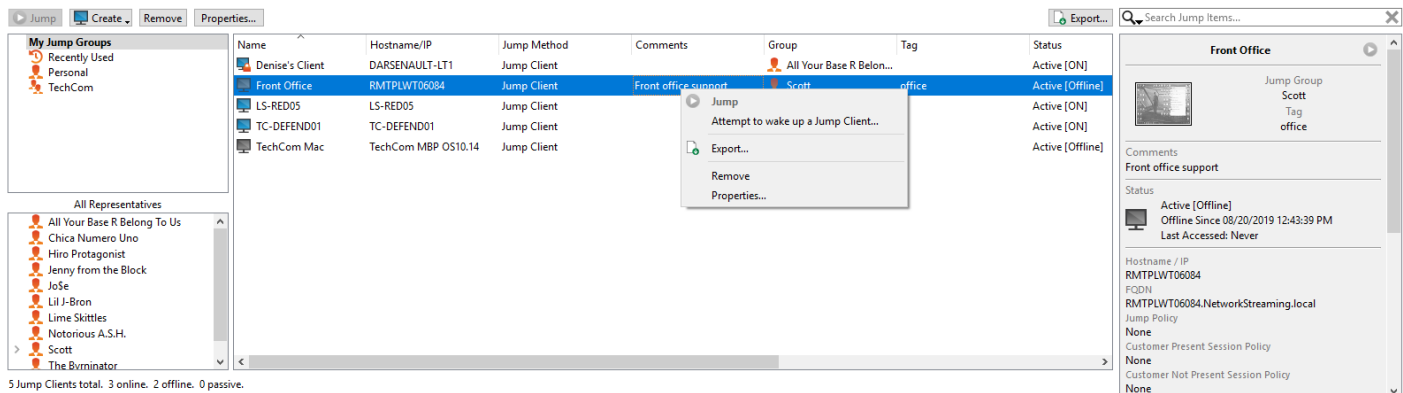 Jump Create Remove Properties... Export... Search Jump Items...
My Jump Groups
Recently Used
Personal
TechCom
All Representatives
All Your Base R Belong To Us
Chica Numero Uno
Hiro Protagonist
Jenny from the Block
Jo$e
Lil J-Bron
Lime Skittles
Notorious A.S.H.
Scott
The Byrninator
Name Hostname/IP Jump Method Comments Group Tag Status
Denise's Client DARSENAULT-LT1 Jump Client All Your Base R Belon... Active [ON]
Front Office RMTPLWT06084 Jump Client Front office support Scott office Active [Offline]
LS-RED05 LS-RED05 Jump Client Active [ON]
TC-DEFEND01 TC-DEFEND01 Jump Client Active [ON]
TechCom Mac TechCom MBP OS10.14 Jump Client Active [Offline]
Jump
Attempt to wake up a Jump Client...
Export...
Remove
Properties...
Front Office
Jump Group
Scott
Tag
office
Comments
Front office support
Status
Active [Offline]
Offline Since 08/20/2019 12:43:39 PM
Last Accessed: Never
Hostname / IP
RMTPLWT06084
FQDN
RMTPLWT06084.NetworkStreaming.local
Jump Policy
None
Customer Present Session Policy
None
Customer Not Present Session Policy
None
5 Jump Clients total. 3 online. 2 offline. 0 passive.